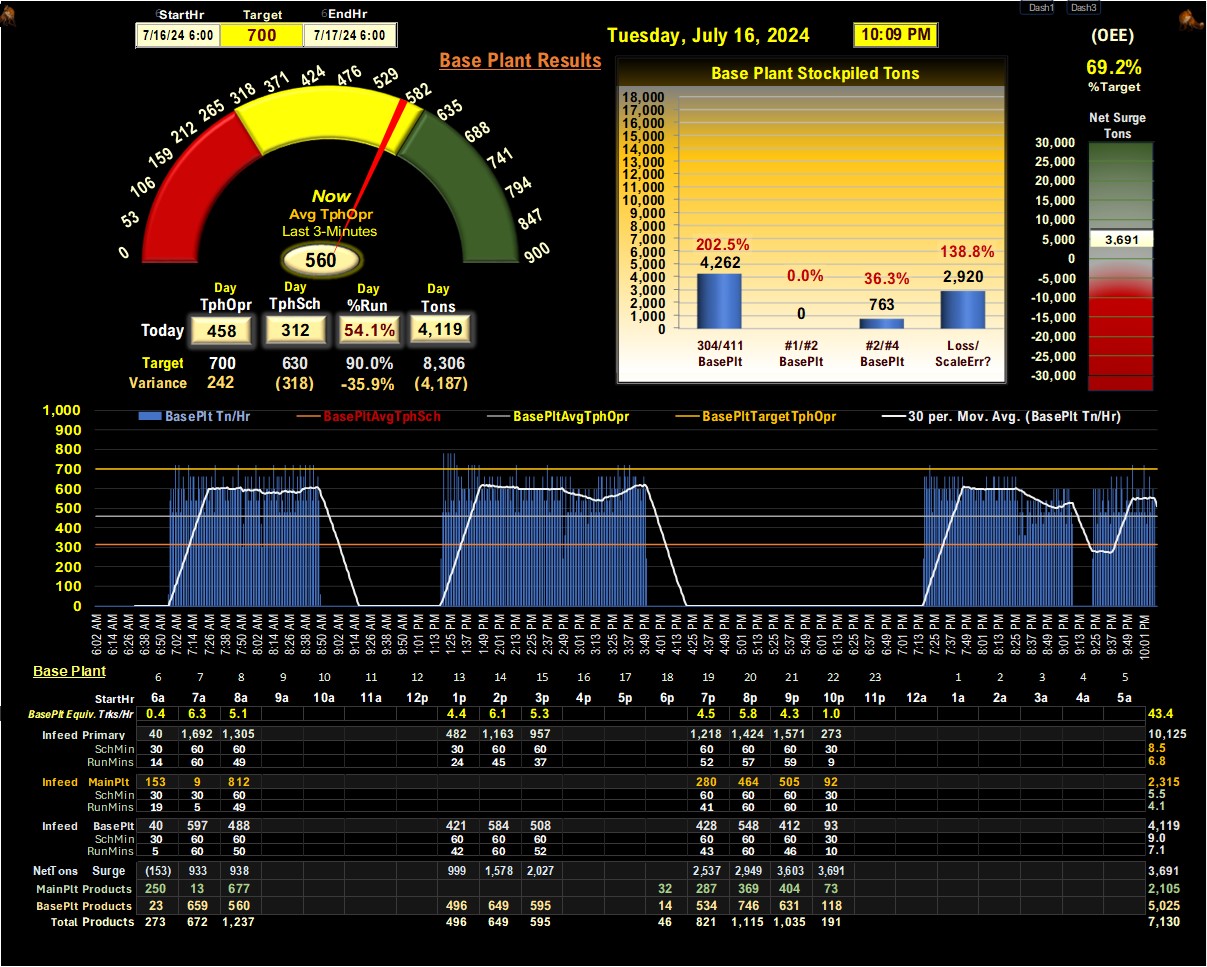 6StartHr Target 6EndHr
7/16/24 6:00 700 7/17/24 6:00
Dash1 Dash3
Tuesday, July 16, 2024 10:09 PM
(OEE)
69.2%
%Target
Base Plant Results
0 53 106 159 212 265 318 371 424 476 529 582 635 688 741 794 847 900
Now
Avg TphOpr
Last 3-Minutes
560
Day Day Day Day
TphOpr TphSch %Run Tons
Today 458 312 54.1% 4,119
Target 700 630 90.0% 8,306
Variance 242 (318) -35.9% (4,187)
Base Plant Stockpiled Tons
18,000
17,000
16,000
15,000
14,000
13,000
12,000
11,000
10,000
9,000
8,000
7,000
6,000
5,000
4,000
3,000
2,000
1,000
0
202.5% 0.0% 36.3% 138.8%
4,262 0 763 2,920
304/411 #1/#2 #2/#4 Loss/
BasePlt BasePlt BasePlt ScaleErr?
Net Surge
Tons
30,000
25,000
20,000
15,000
10,000
5,000
0
-5,000
-10,000
-15,000
-20,000
-25,000
-30,000
3,691
BasePlt Tn/Hr BasePltAvgTphSch BasePltAvgTphOpr BasePltTargetTphOpr 30 per. Mov. Avg. (BasePlt Tn/Hr)
1,000
900
800
700
600
500
400
300
200
100
0
6:02 AM 6:14 AM 6:26 AM 6:38 AM 6:50 AM 7:02 AM 7:14 AM 7:26 AM 7:38 AM 7:50 AM 8:02 AM 8:14 AM 8:26 AM 8:38 AM 8:50 AM 9:02 AM 9:14 AM 9:26 AM 9:38 AM 9:50 AM 1:01 PM 1:13 PM 1:25 PM 1:49 PM 2:01 PM 2:13 PM 2:25 PM 2:37 PM 2:49 PM 3:01 PM 3:13 PM 3:25 PM 3:37 PM 3:49 PM 4:01 PM 4:13 PM 4:37 PM 4:49 PM 5:01 PM 5:13 PM 5:25 PM 5:37 PM 5:49 PM 6:01 PM 6:13 PM 6:25 PM 6:37 PM 6:49 PM 7:01 PM 7:13 PM 7:25 PM 7:37 PM 8:01 PM 8:13 PM 8:25 PM 8:37 PM 8:49 PM 9:01 PM 9:13 PM 9:25 PM 9:37 PM 9:49 PM 10:01 PM
Base Plant 6 7 8 9 10 11 12 13 14 15 16 17 18 19 20 21 22 23 1 2 3 4 5
StartHr 6a 7a 8a 9a 10a 11a 12p 1p 2p 3p 4p 5p 6p 7p 8p 9p 10p 11p 12a 1a 2a 3a 4a 5a
BasePlt Equiv. Trks/Hr 0.4 6.3 5.1 4.4 6.1 5.3 4.5 5.8 4.3 1.0 43.4
Infeed Primary 40 1,692 1,305 482 1,163 957 1,218 1,424 1,571 273 10,125
SchMin 30 60 60 30 60 60 60 60 60 30 8.5
RunMins 14 60 49 24 45 37 52 57 59 9 6.8
Infeed MainPlt 153 9 812 280 464 505 92 2,315
SchMin 30 30 60 60 60 60 30 5.5
RunMins 19 5 49 41 60 60 10 4.1
Infeed BasePlt 40 597 488 421 584 508 428 548 412 93 4,119
SchMin 30 60 60 60 60 60 60 60 60 30 9.0
RunMins 5 60 50 42 60 52 43 60 46 10 7.1
NetTons Surge (153) 933 938 999 1,578 2,027 2,537 2,949 3,603 3,691 3,691
MainPlt Products 250 13 677 32 287 369 404 73 2,105
BasePlt Products 23 659 560 496 649 595 14 534 746 631 118 5,025
Total Products 273 672 1,237 496 649 595 46 821 1,115 1,035 191 7,130